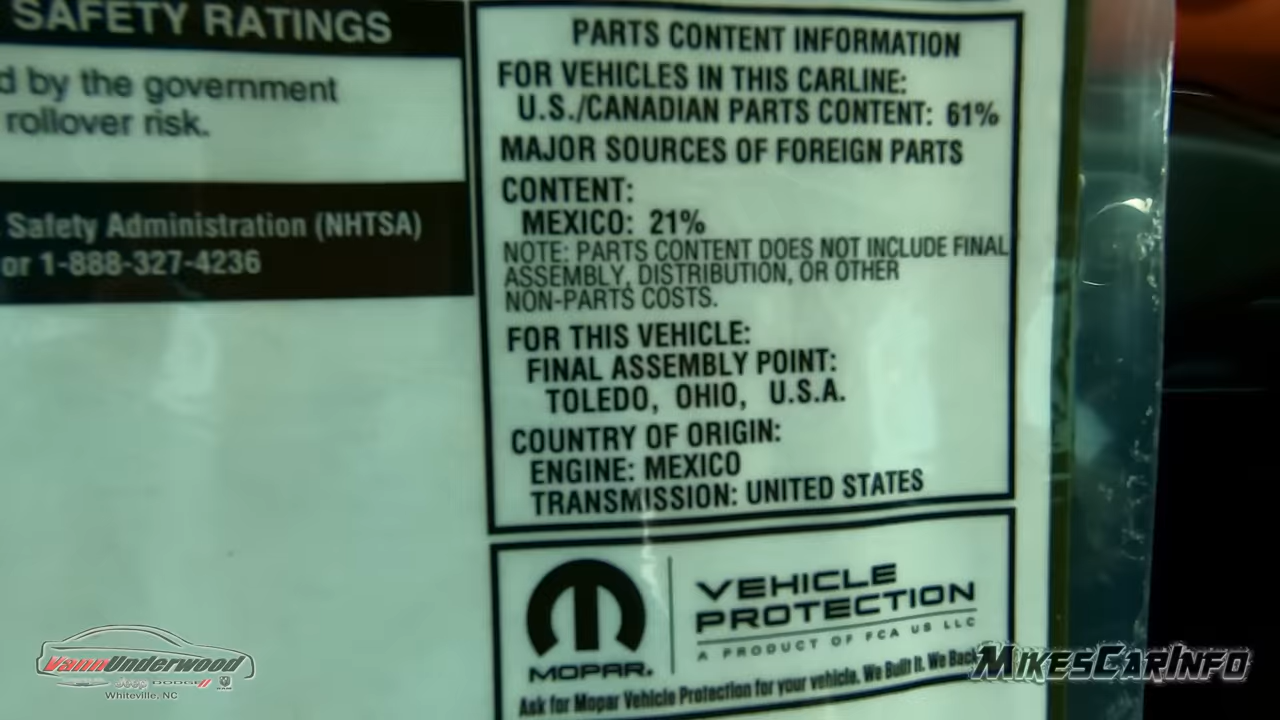 SAFETY RATINGS
d by the government
rollover risk.
Safety Administration (NHTSA)
or 1-888-327-4236
PARTS CONTENT INFORMATION
FOR VEHICLES IN THIS CARLINE:
U.S./CANADIAN PARTS CONTENT: 61%
MAJOR SOURCES OF FOREIGN PARTS
CONTENT:
MEXICO: 21%
NOTE: PARTS CONTENT DOES NOT INCLUDE FINAL
ASSEMBLY, DISTRIBUTION, OR OTHER
NON-PARTS COSTS.
FOR THIS VEHICLE:
FINAL ASSEMBLY POINT:
TOLEDO, OHIO, U.S.A.
COUNTRY OF ORIGIN:
ENGINE: MEXICO
TRANSMISSION: UNITED STATES
MOPAR.
VEHICLE
PROTECTION
A PRODUCT OF FCA US LLC
Ask for Mopar Vehicle Protection for your vehicle. We Built It. We Back
VannUnderwood
Jeep DODGE
Whiteville, NC
MIKESCARINFO